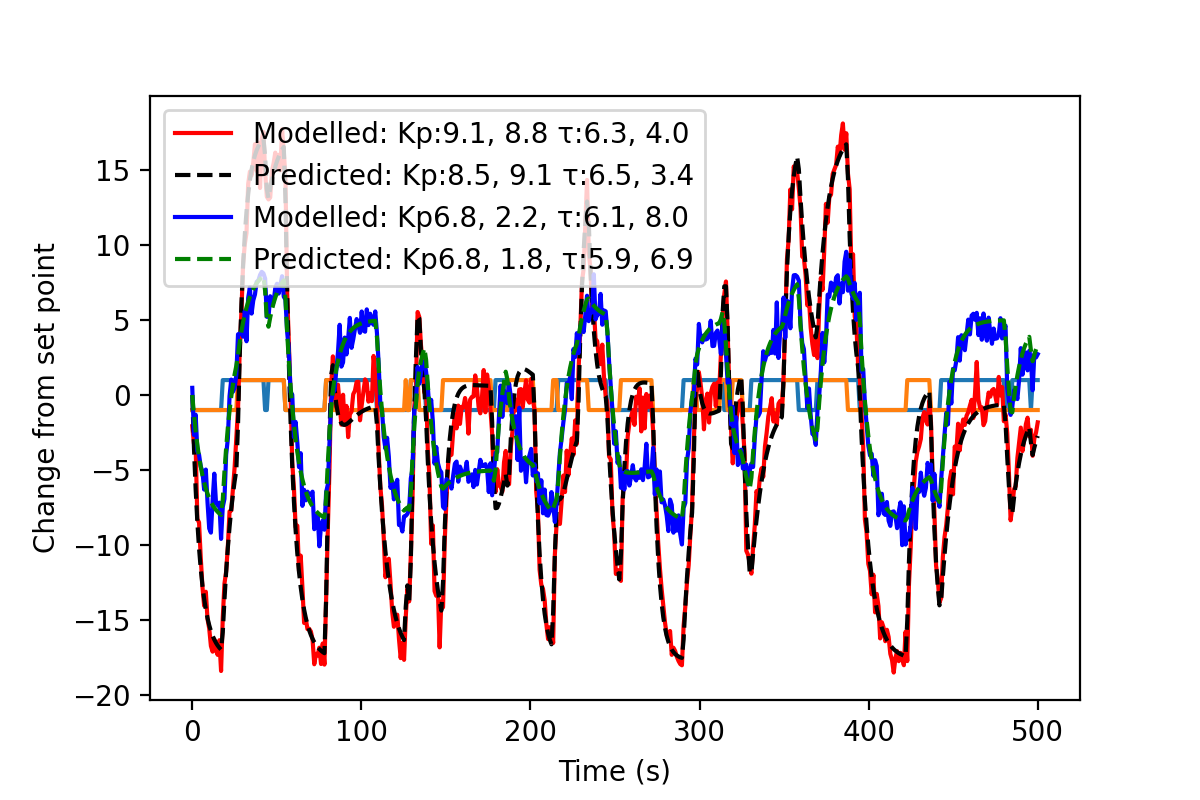 Modelled: Kp:9.1, 8.8 τ:6.3, 4.0
Predicted: Kp:8.5, 9.1 τ:6.5, 3.4
Modelled: Kp6.8, 2.2, τ:6.1, 8.0
Predicted: Kp6.8, 1.8, τ:5.9, 6.9
Change from set point
15
10
5
0
−5
−10
−15
−20
0 100 200 300 400 500
Time (s)